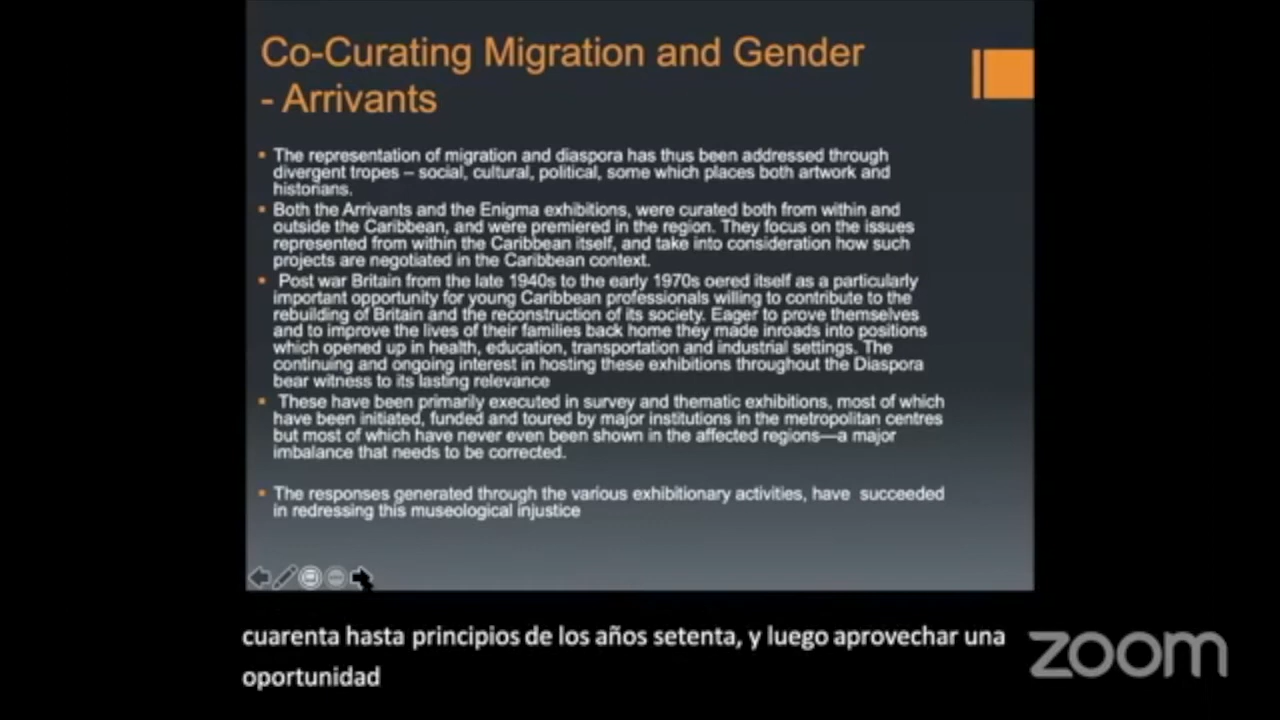 Co-Curating Migration and Gender
- Arrivants
▪ The representation of migration and diaspora has thus been addressed through
divergent tropes – social, cultural, political, some which places both artwork and
historians.
▪ Both the Arrivants and the Enigma exhibitions, were curated both from within and
outside the Caribbean, and were premiered in the region. They focus on the issues
represented from within the Caribbean itself, and take into consideration how such
projects are negotiated in the Caribbean context.
▪ Post war Britain from the late 1940s to the early 1970s oered itself as a particularly
important opportunity for young Caribbean professionals willing to contribute to the
rebuilding of Britain and the reconstruction of its society. Eager to prove themselves
and to improve the lives of their families back home they made inroads into positions
which opened up in health, education, transportation and industrial settings. The
continuing and ongoing interest in hosting these exhibitions throughout the Diaspora
bear witness to its lasting relevance
▪ These have been primarily executed in survey and thematic exhibitions, most of which
have been initiated, funded and toured by major institutions in the metropolitan centres
but most of which have never even been shown in the affected regions—a major
imbalance that needs to be corrected.
▪ The responses generated through the various exhibitionary activities, have succeeded
in redressing this museological injustice
cuarenta hasta principios de los años setenta, y luego aprovechar una
oportunidad
zoom